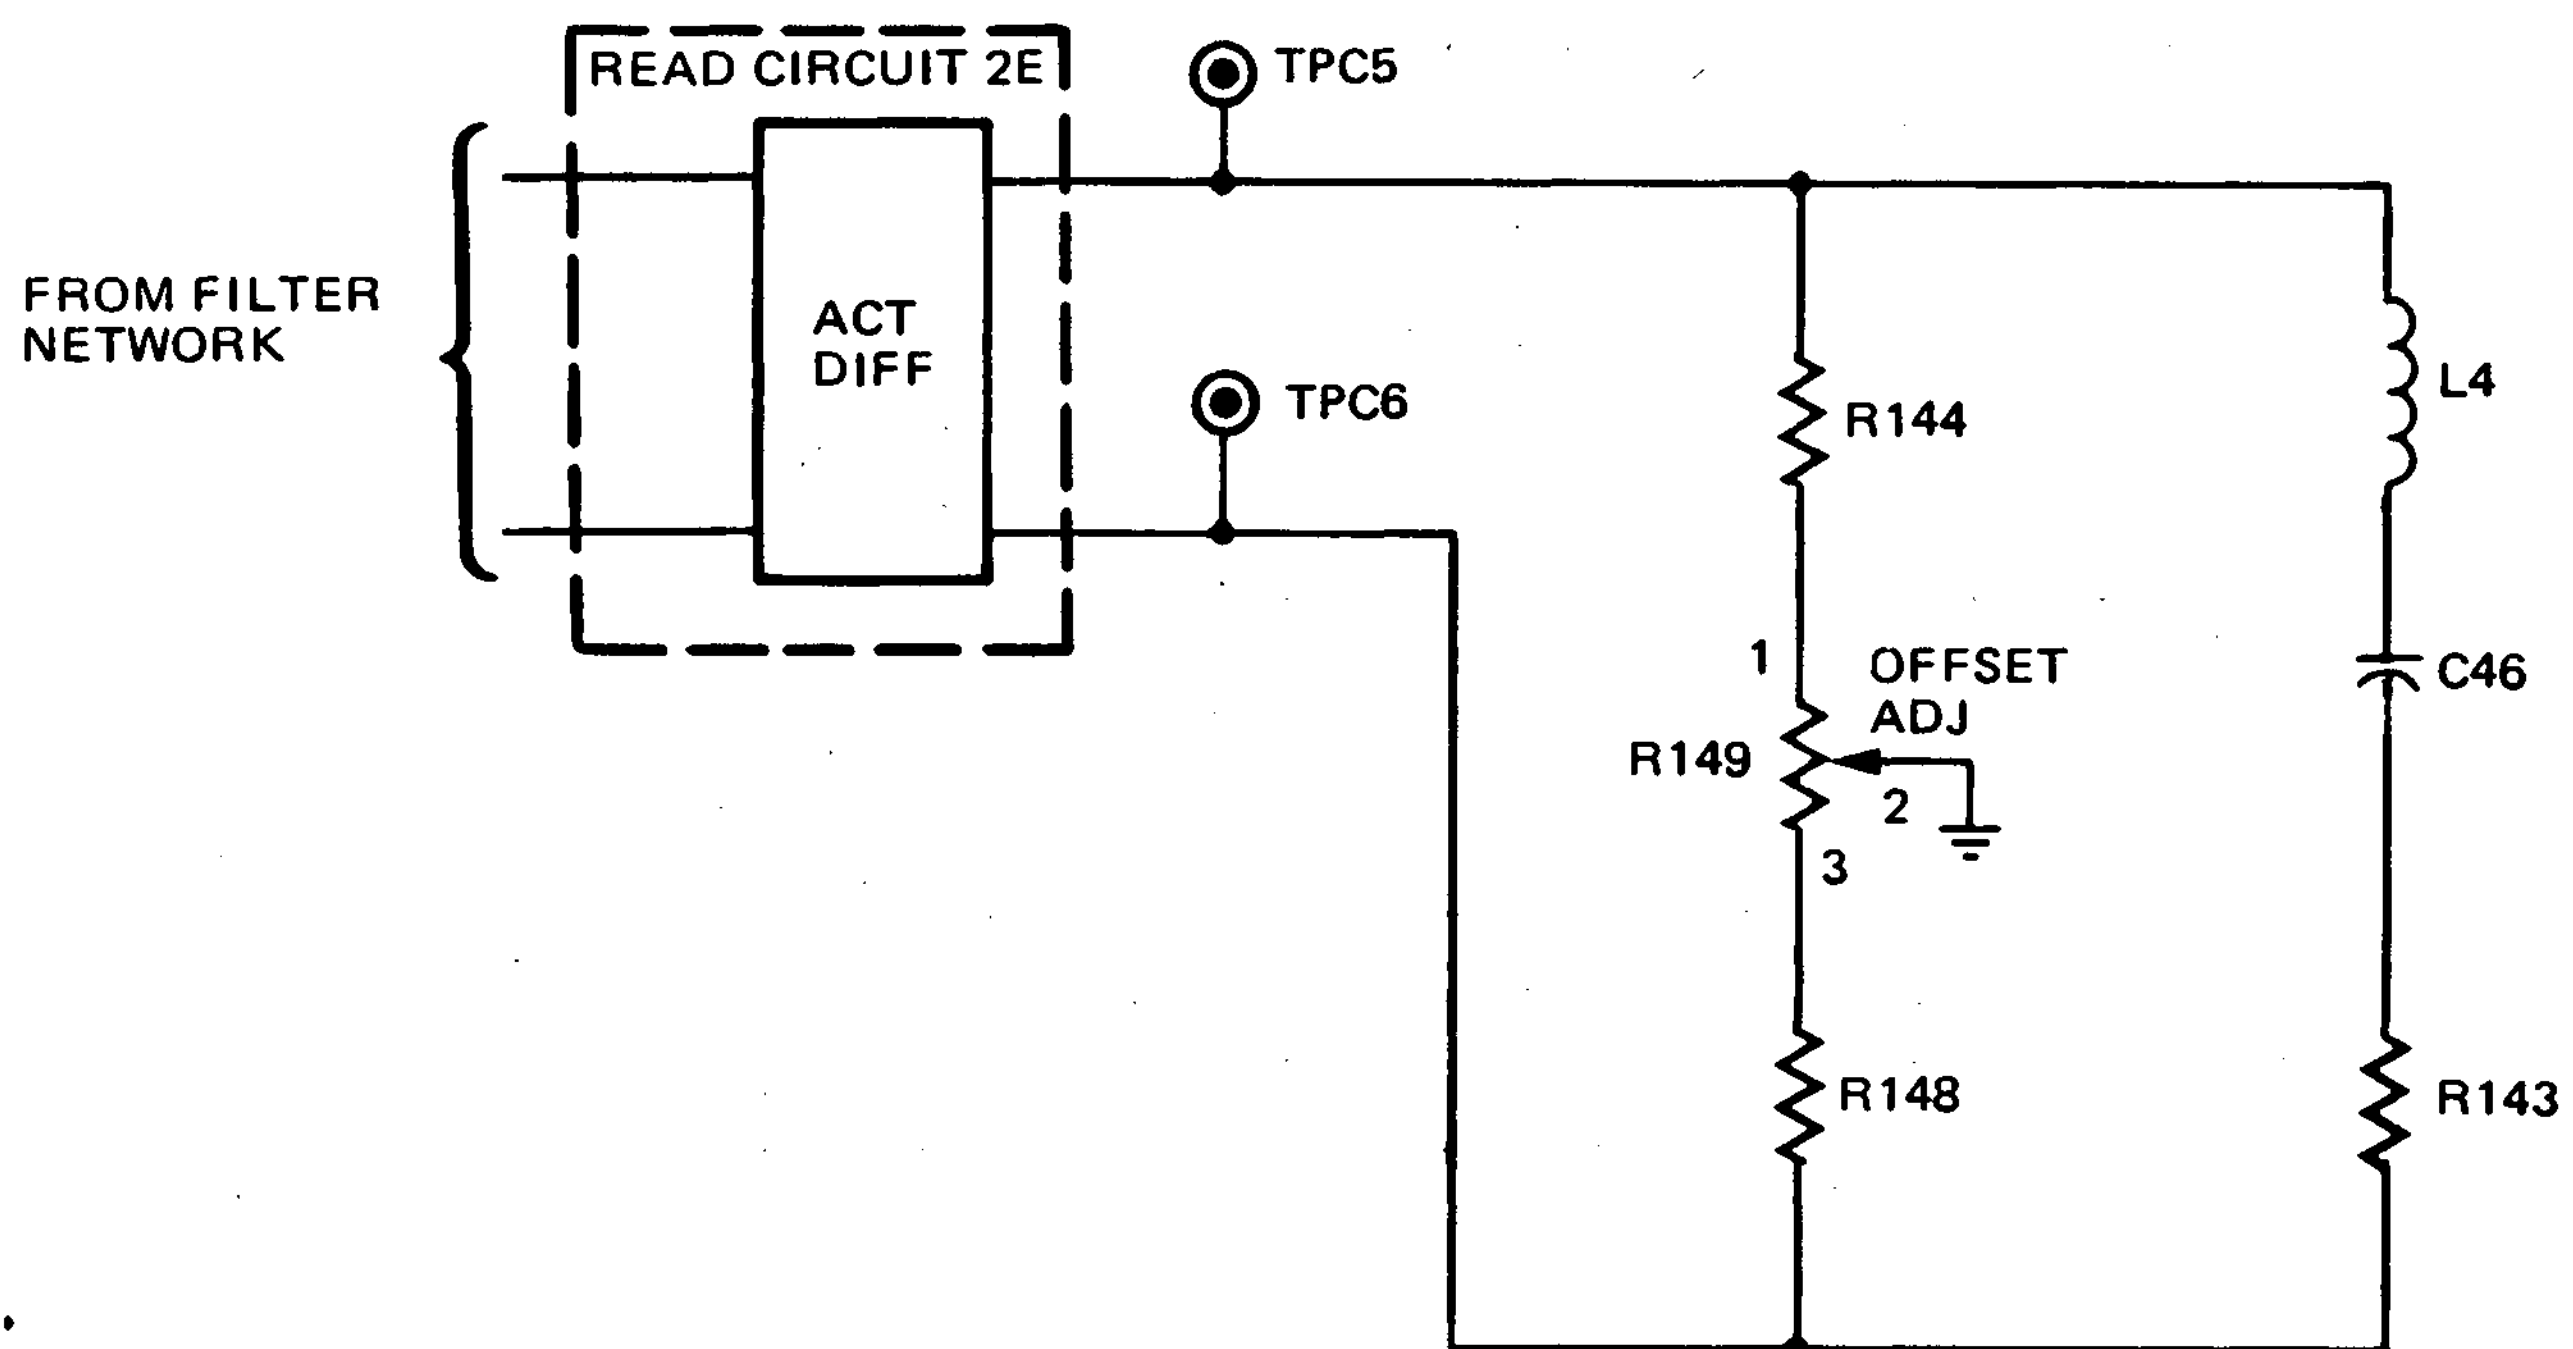 READ CIRCUIT 2E
TPC5
FROM FILTER
NETWORK
ACT
DIFF
TPC6
R144
L4
1
OFFSET
ADJ
C46
R149
2
3
R148
R143